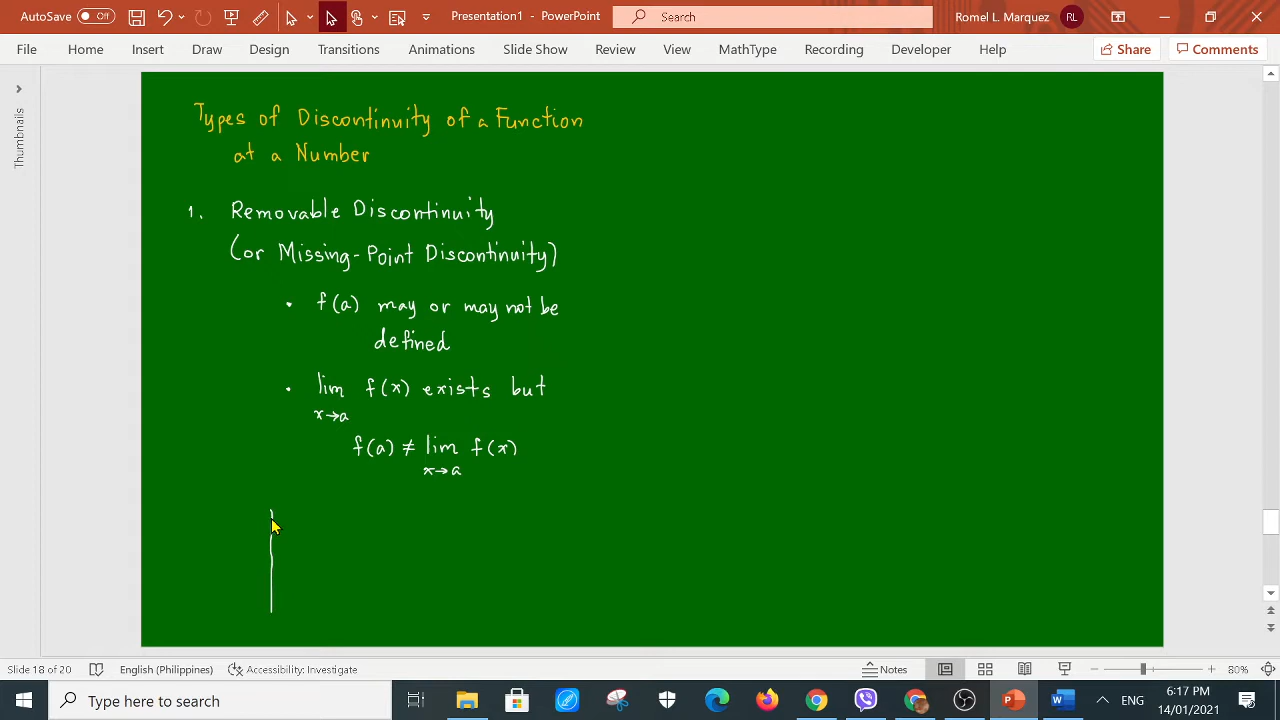 AutoSave Off Presentation1 - PowerPoint Search Romel L. Marquez RL
File Home Insert Draw Design Transitions Animations Slide Show Review View MathType Recording Developer Help Share Comments
Thumbnails
Types of Discontinuity of a Function
at a Number
1. Removable Discontinuity
(or Missing-Point Discontinuity)
• f(a) may or may not be
defined
• lim f(x) exists but
x→a
f(a) ≠ lim f(x)
x→a
Slide 18 of 20 English (Philippines) Accessibility: Investigate Notes 80%
Type here to search ENG 6:17 PM
14/01/2021